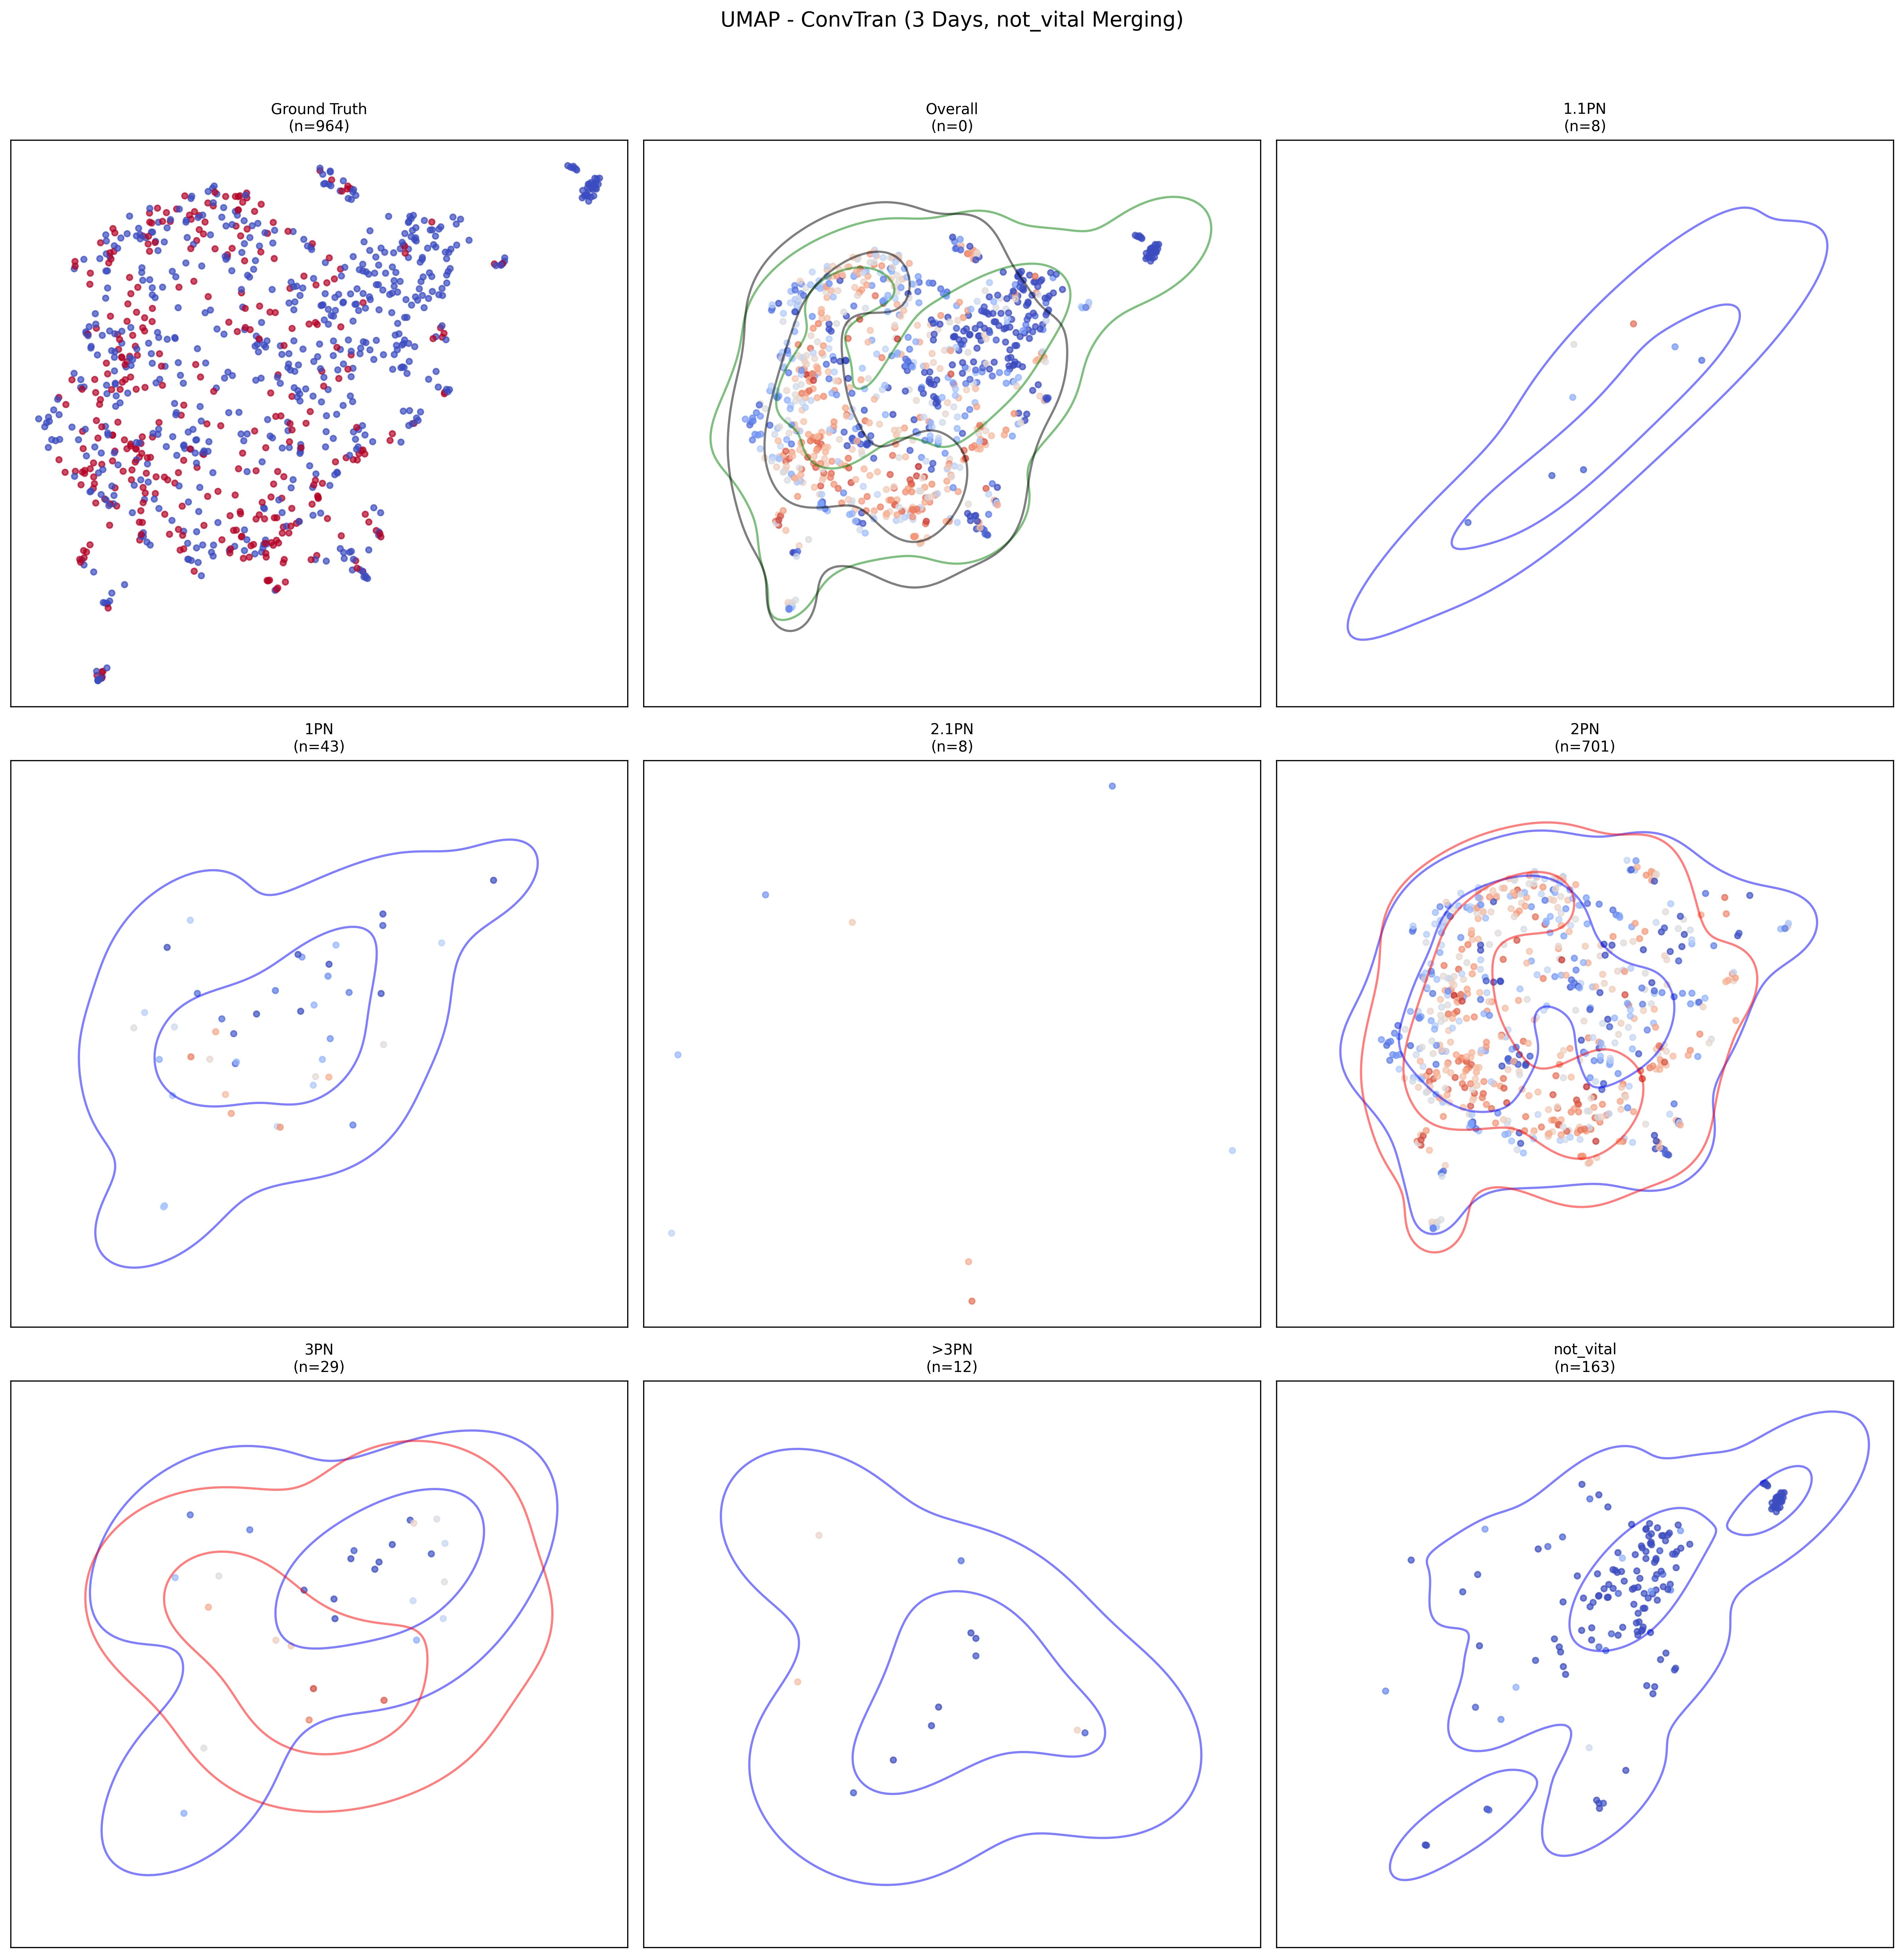 UMAP - ConvTran (3 Days, not_vital Merging)
Ground Truth
(n=964)
Overall
(n=0)
1.1PN
(n=8)
1PN
(n=43)
2.1PN
(n=8)
2PN
(n=701)
3PN
(n=29)
>3PN
(n=12)
not_vital
(n=163)